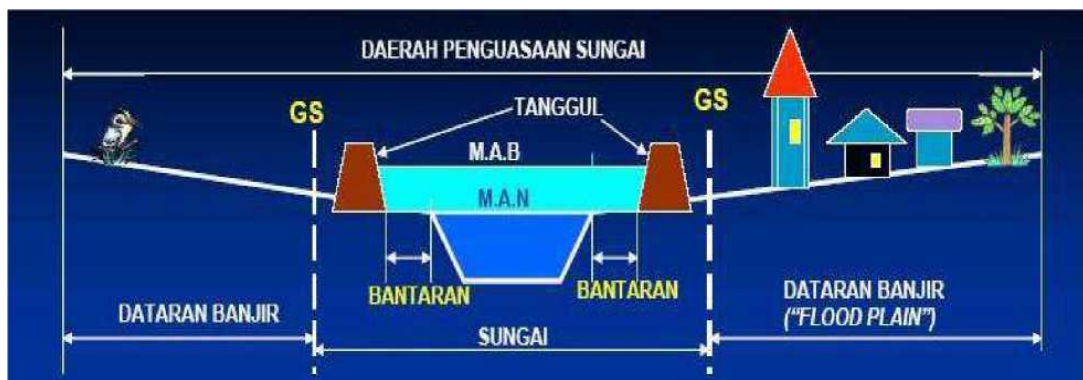 DAERAH PENGUASAAN SUNGAI
GS
TANGGUL
GS
M.A.B
M.A.N
BANTARAN
BANTARAN
DATARAN BANJIR
SUNGAI
DATARAN BANJIR
("FLOOD PLAIN")